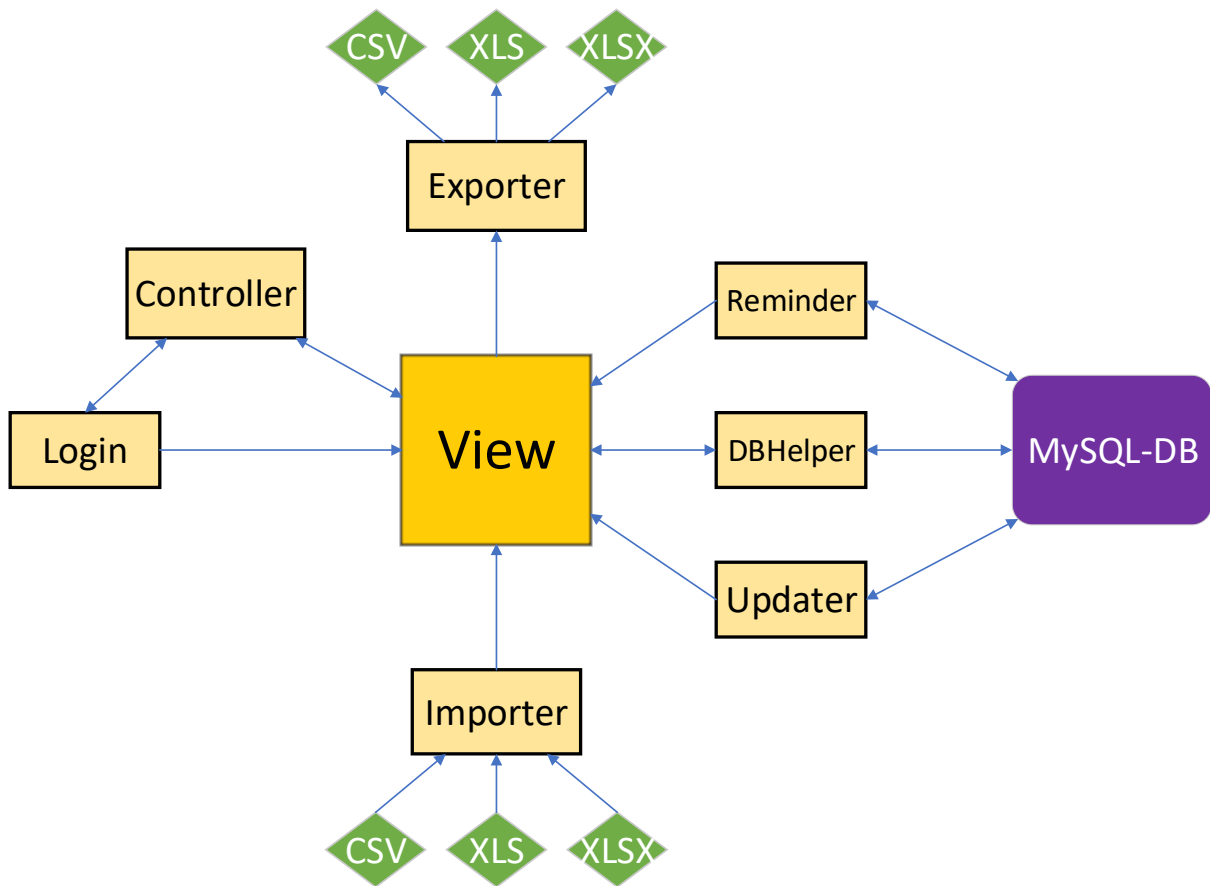 CSV
XLS
XLSX
Exporter
Controller
Reminder
Login
View
DBHelper
MySQL-DB
Updater
Importer
CSV
XLS
XLSX